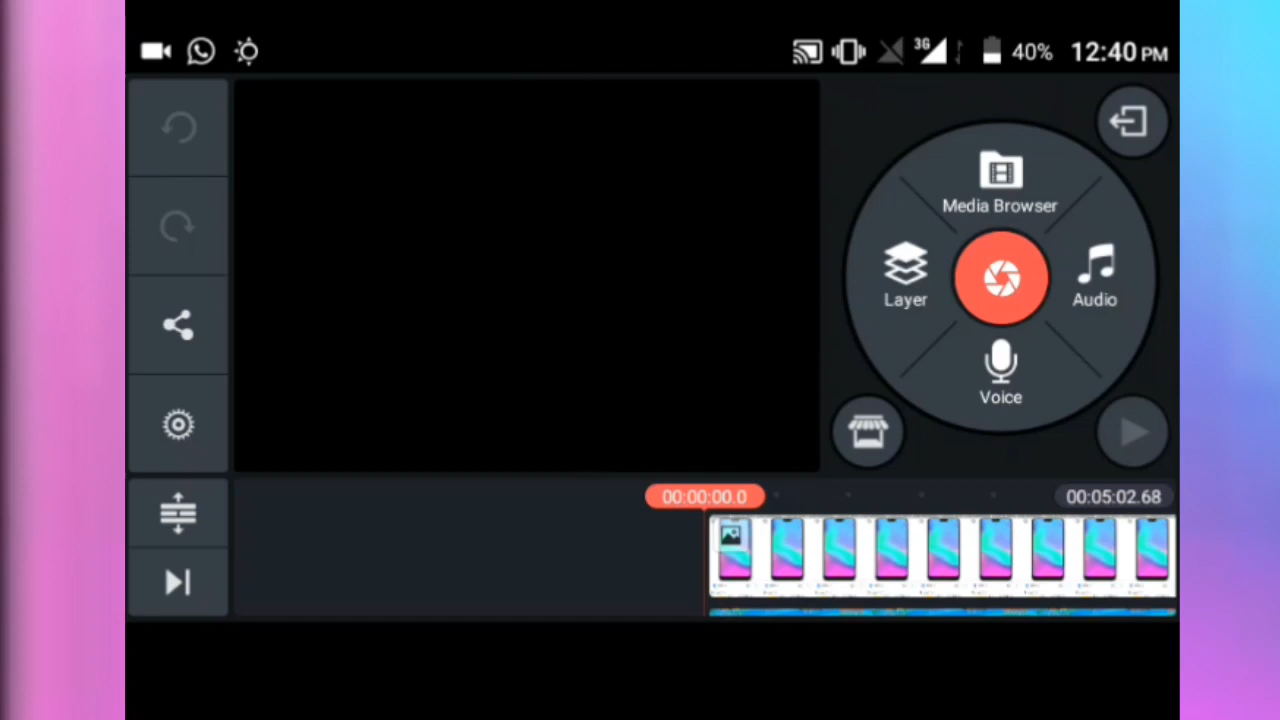 3G 40% 12:40 PM
Media Browser
Layer
Audio
Voice
00:00:00.0
00:05:02.68